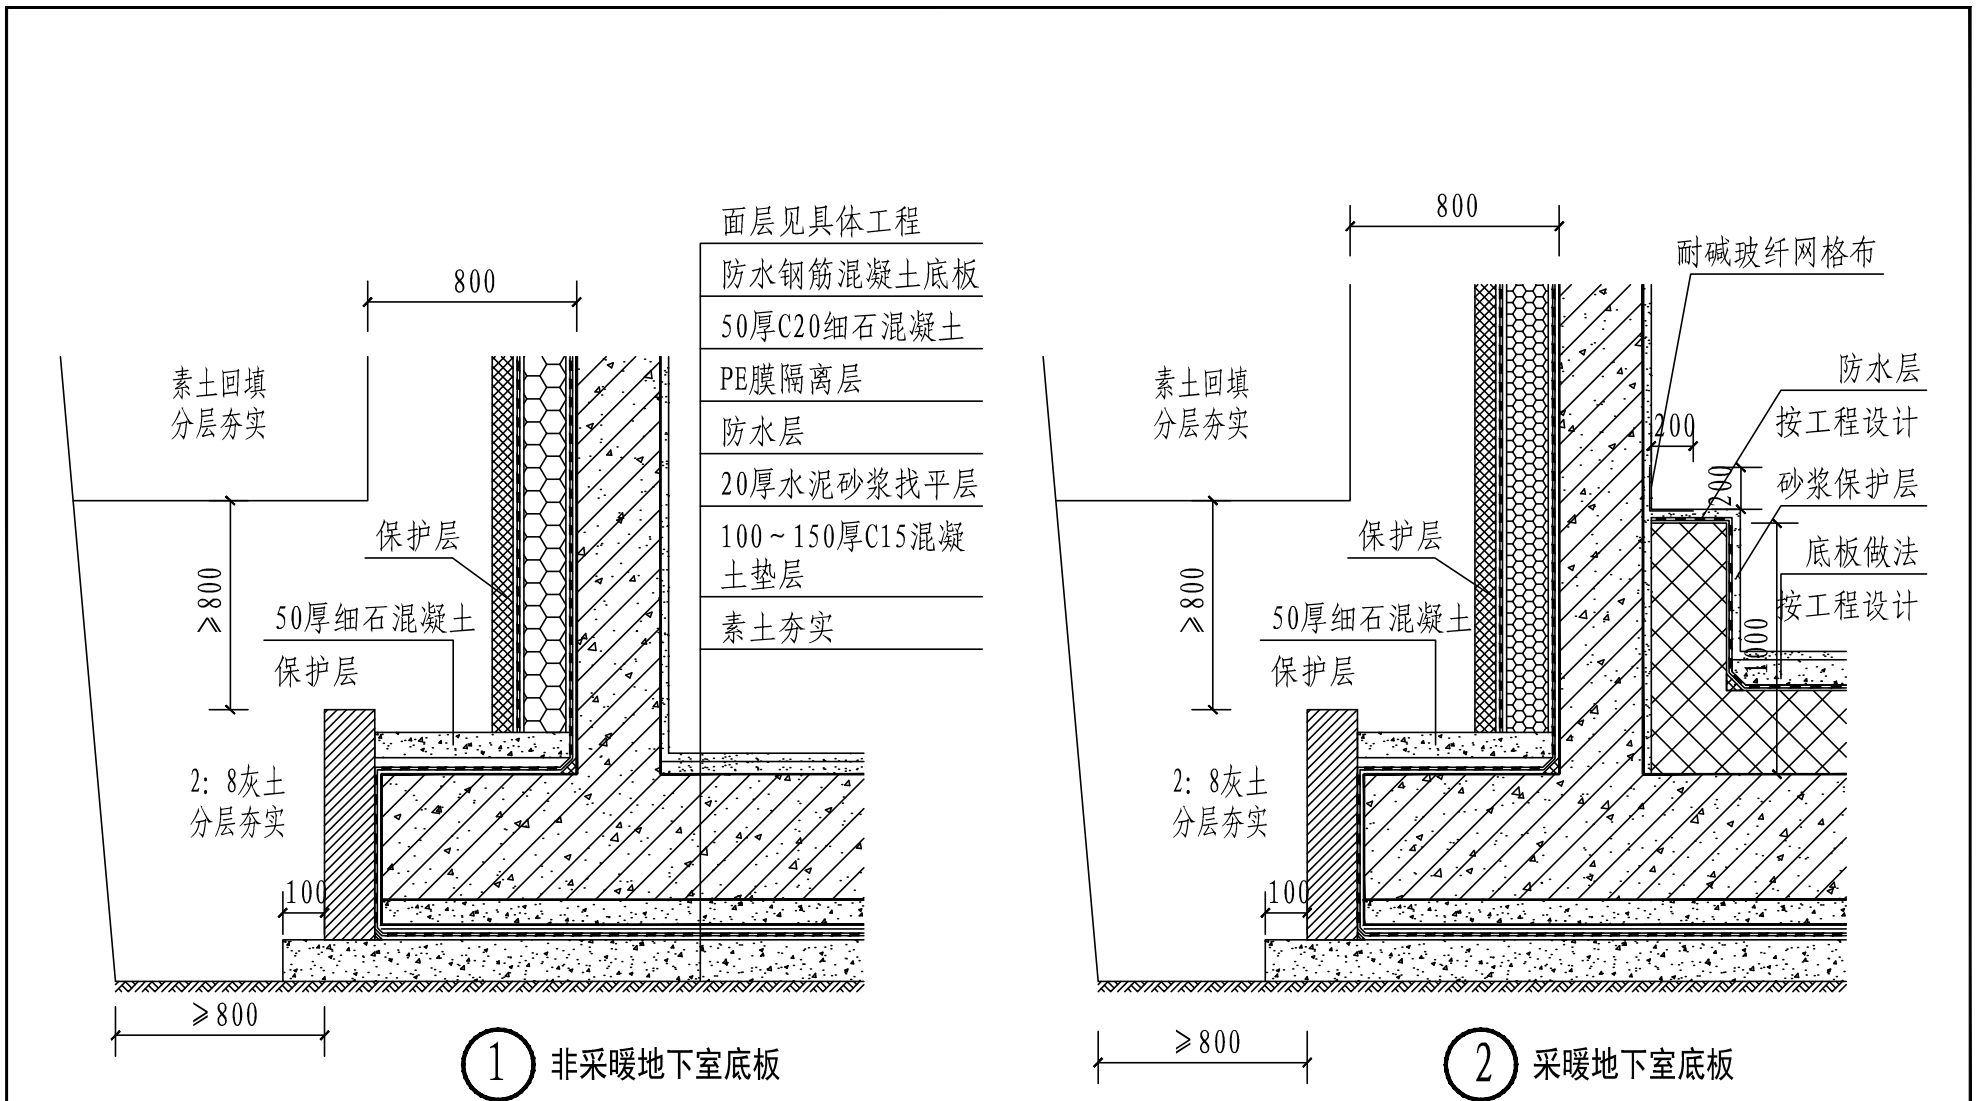 800
素土回填
分层夯实
保护层
≥800
50厚细石混凝土
保护层
2：8灰土
分层夯实
100
≥800
面层见具体工程
防水钢筋混凝土底板
50厚C20细石混凝土
PE膜隔离层
防水层
20厚水泥砂浆找平层
100～150厚C15混凝
土垫层
素土夯实
1 非采暖地下室底板
800
素土回填
分层夯实
保护层
≥800
50厚细石混凝土
保护层
2：8灰土
分层夯实
100
≥800
耐碱玻纤网格布
防水层
按工程设计
200
200
砂浆保护层
底板做法
按工程设计
1000
2 采暖地下室底板